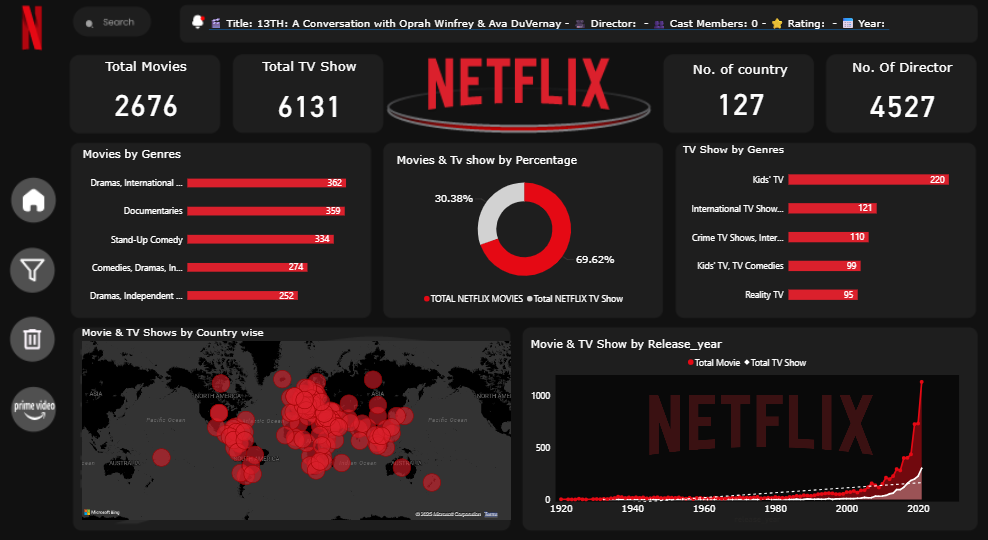 N
Search
Title: 13TH: A Conversation with Oprah Winfrey & Ava DuVernay - Director: - Cast Members: 0 - Rating: - Year:
Total Movies
2676
Total TV Show
6131
NETFLIX
No. of country
127
No. Of Director
4527
Movies by Genres
Dramas, International ... 362
Documentaries 359
Stand-Up Comedy 334
Comedies, Dramas, In... 274
Dramas, Independent ... 252
Movies & Tv show by Percentage
30.38%
69.62%
TOTAL NETFLIX MOVIES Total NETFLIX TV Show
TV Show by Genres
Kids' TV 220
International TV Show... 121
Crime TV Shows, Inter... 110
Kids' TV, TV Comedies 99
Reality TV 95
prime video
Movie & TV Shows by Country wise
NORTH AMERICA
ASIA
ASIA
NORTH AMERICA
Pacific Ocean
Pacific Ocean
AUSTRALIA
AUSTRALIA
Microsoft Bing
© 2025 Microsoft Corporation Terms
Movie & TV Show by Release_year
Total Movie Total TV Show
NETFLIX
1000
500
0
1920 1940 1960 1980 2000 2020